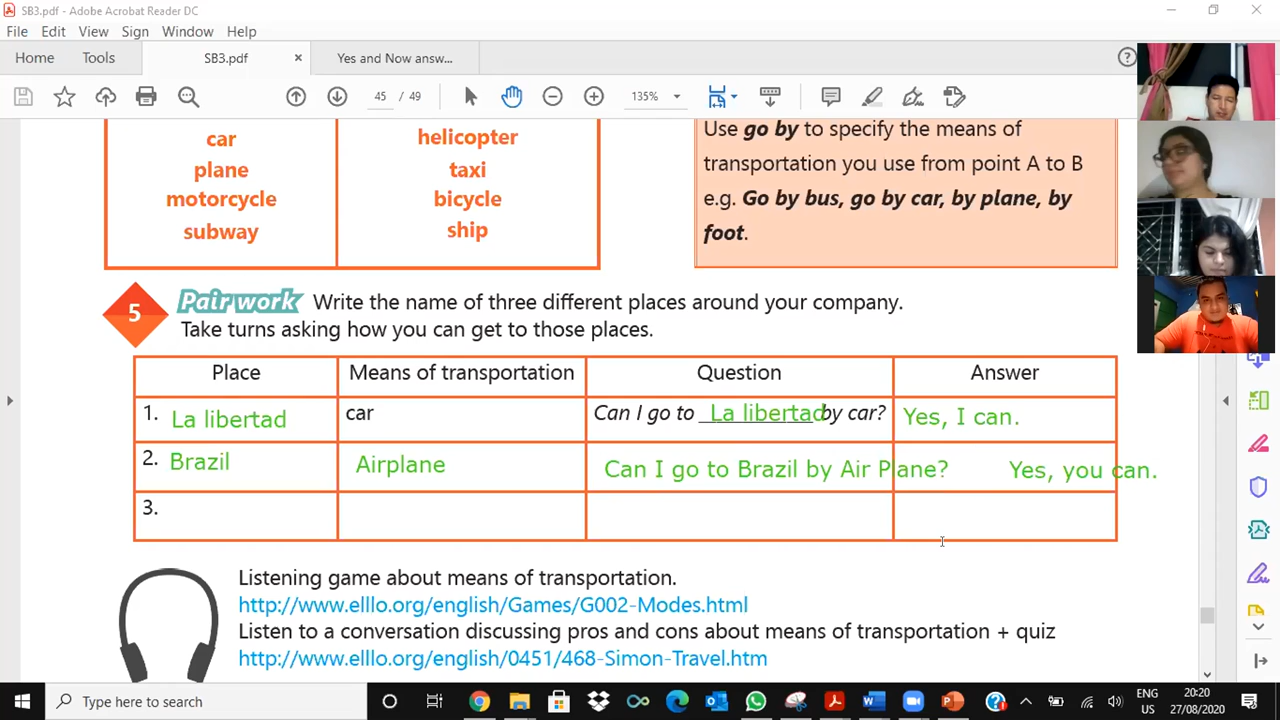 SB3.pdf - Adobe Acrobat Reader DC
File Edit View Sign Window Help
Home Tools SB3.pdf × Yes and Now answ...
45 / 49 135%
car helicopter
plane taxi
motorcycle bicycle
subway ship
Use go by to specify the means of
transportation you use from point A to B
e.g. Go by bus, go by car, by plane, by
foot.
5 Pair work Write the name of three different places around your company.
Take turns asking how you can get to those places.
Place Means of transportation Question Answer
1. La libertad car Can I go to La libertad by car? Yes, I can.
2. Brazil Airplane Can I go to Brazil by Air Plane? Yes, you can.
3.
Listening game about means of transportation.
http://www.elllo.org/english/Games/G002-Modes.html
Listen to a conversation discussing pros and cons about means of transportation + quiz
http://www.elllo.org/english/0451/468-Simon-Travel.htm
Type here to search
ENG
US
20:20
27/08/2020